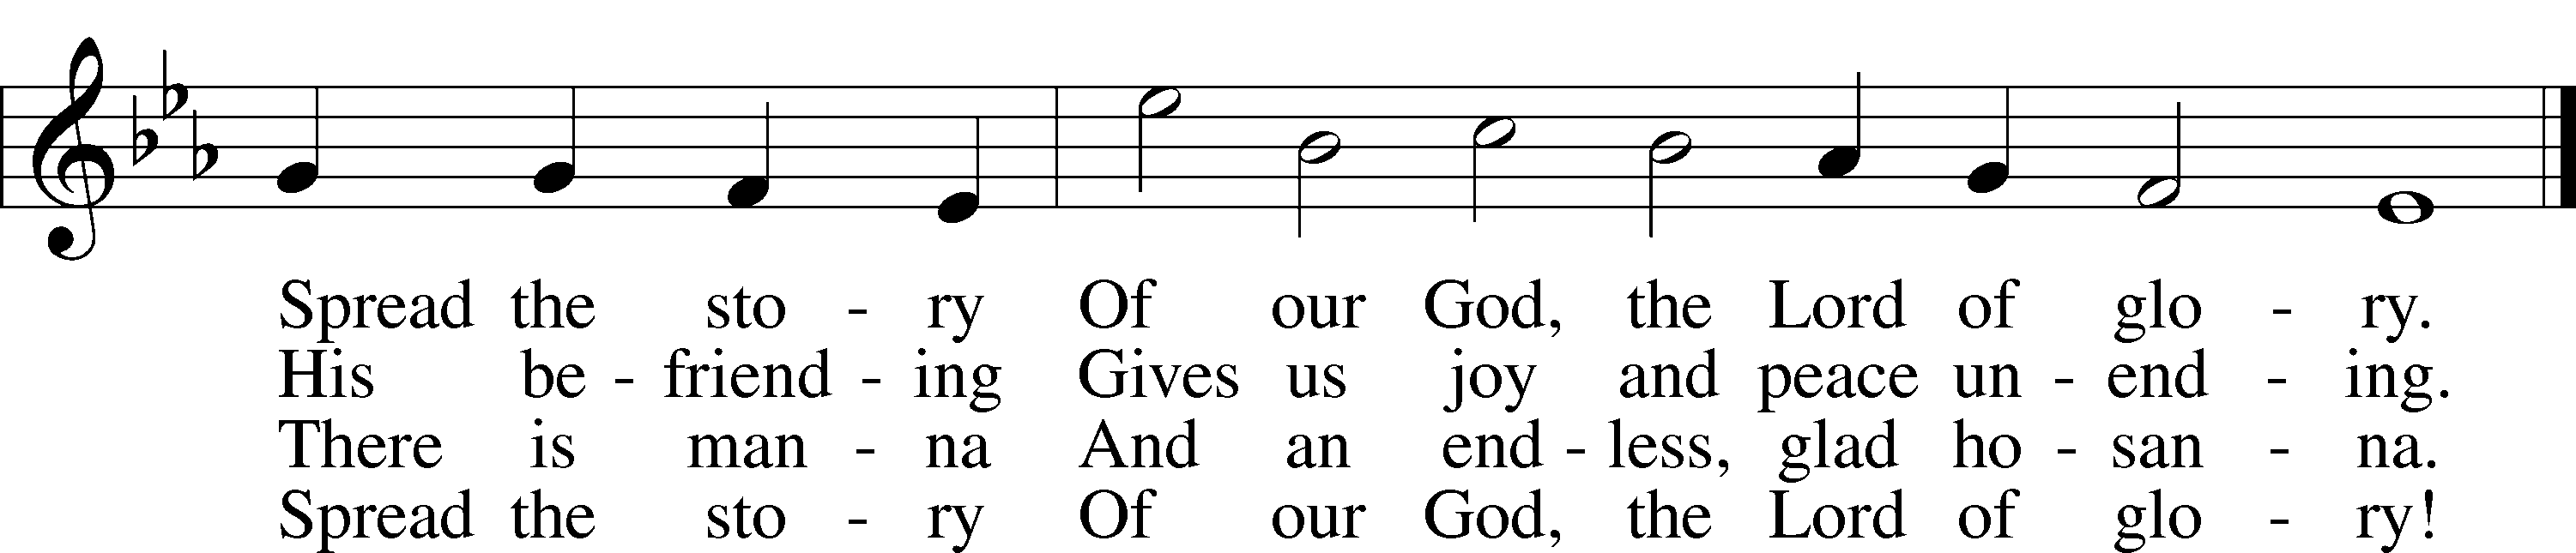 Spread the sto - ry Of our God, the Lord of glo - ry.
His be - friend - ing Gives us joy and peace un - end - ing.
There is man - na And an end - less, glad ho - san - na.
Spread the sto - ry Of our God, the Lord of glo - ry!